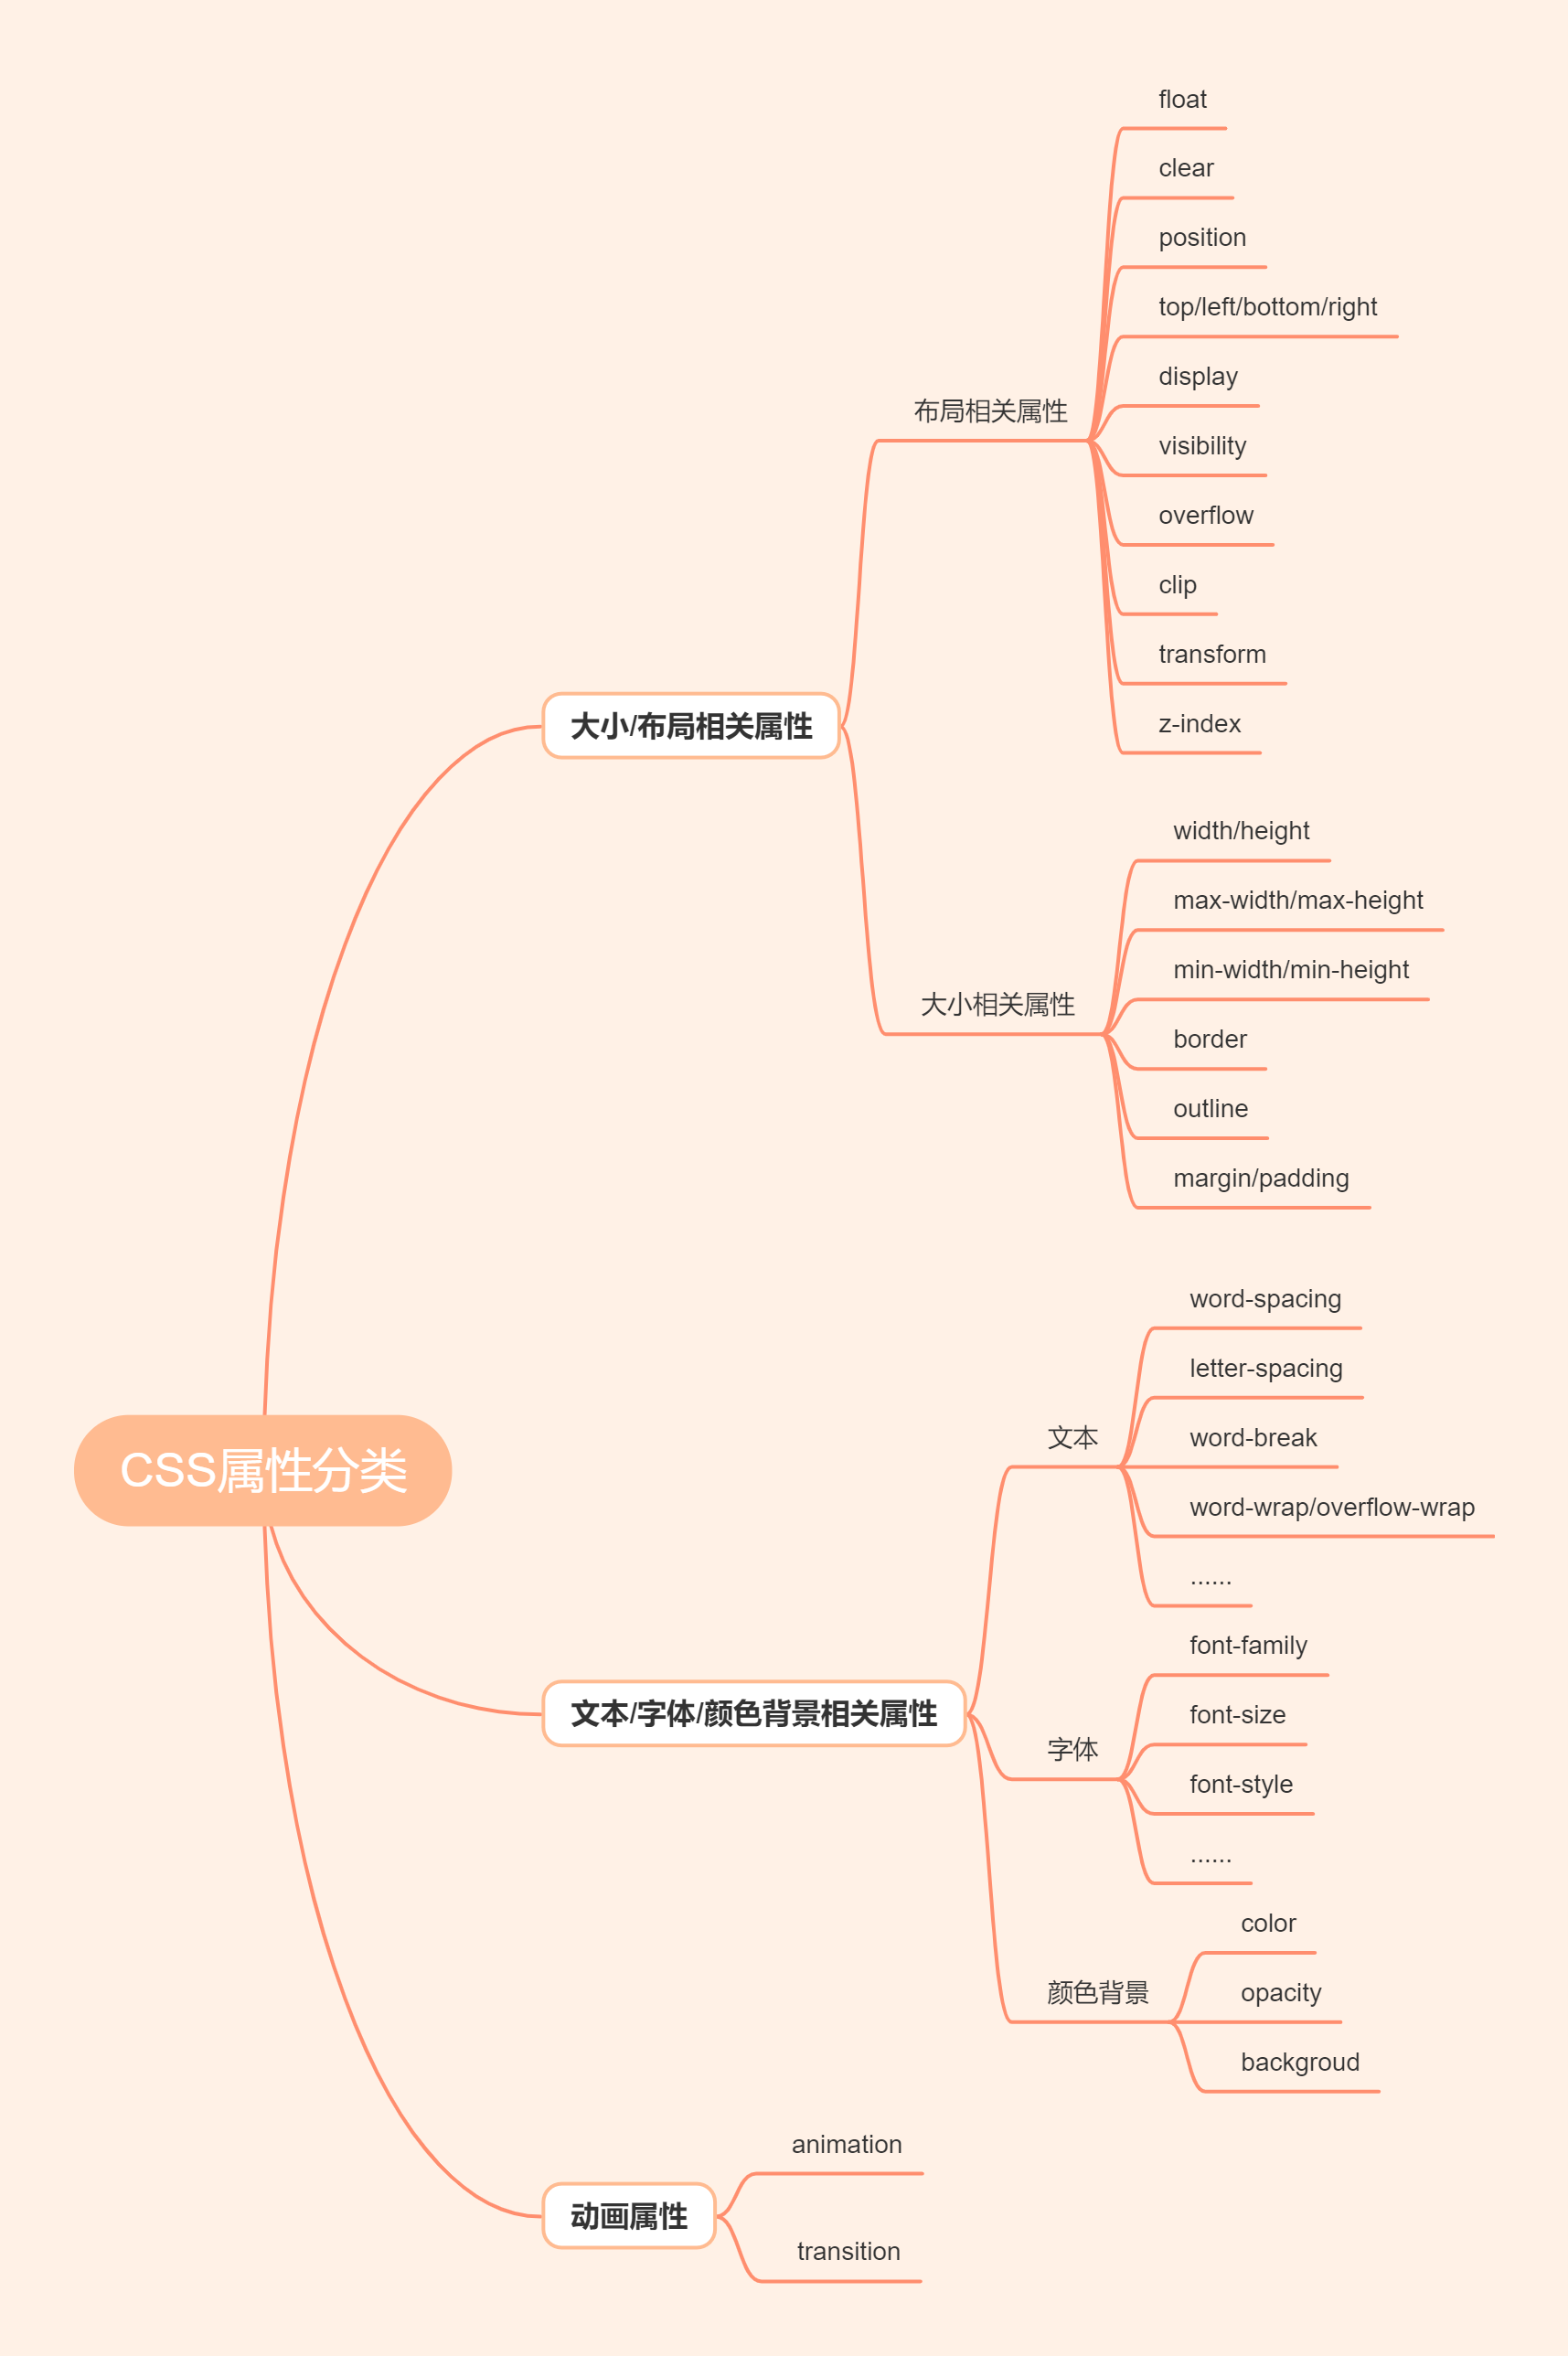 CSS属性分类
大小/布局相关属性
布局相关属性
float
clear
position
top/left/bottom/right
display
visibility
overflow
clip
transform
z-index
大小相关属性
width/height
max-width/max-height
min-width/min-height
border
outline
margin/padding
文本/字体/颜色背景相关属性
文本
word-spacing
letter-spacing
word-break
word-wrap/overflow-wrap
......
字体
font-family
font-size
font-style
......
颜色背景
color
opacity
backgroud
动画属性
animation
transition